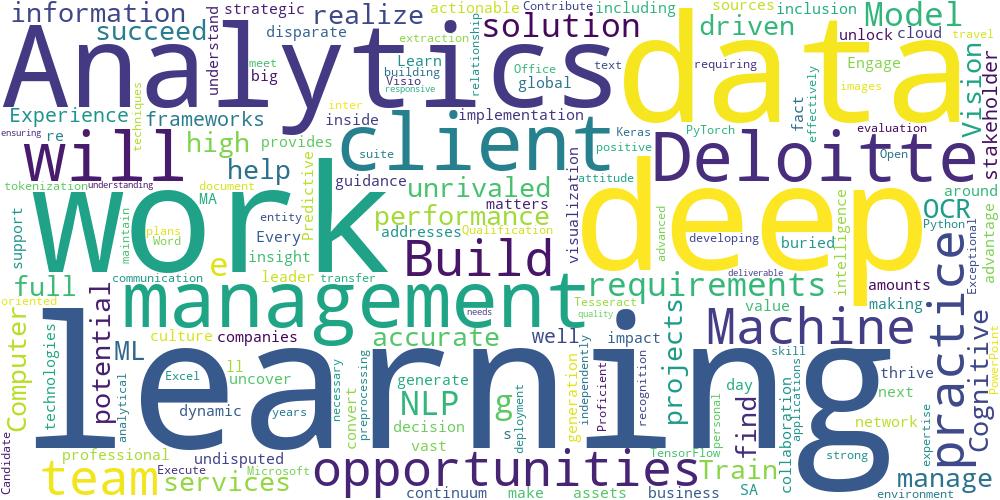 information
strategic
actionable
Contribute
including
sources
inclusion
Model
succeed
understand
disparate
realize
relationship
solution
driven
unlock
cloud
travel
Analytics
data
meet
big
extraction
Learn
building
Visio
responsive
Office
global
text
requiring
images
Engage
Vision
stakeholder
Experience
techniques
frameworks
inside
inter
implementation
Keras
PyTorch
fact
effectively
evaluation
ensuring
re
will
high
provides
client
suite
positive
attitude
Deloitte
Open
tokenization
understanding
document
MA
help
Predictive
guidance
matters
unrivaled
visualization
deep
work
support
maintain
plans
Word
entity
Every
insight
performance
addresses
Qualification
advanced
developing
buried
intelligence
OCR
Python
around
advantage
Exceptional
full
e
communication
leader
transfer
Build
requirements
deliverable
amounts
potential
management
needs
Tesseract
quality
value
making
practice
oriented
Computer
technologies
ML
culture
companies
accurate
well
impact
projects
Machine
Cognitive
PowerPoint
learning
analytical
Excel
ll
uncover
dynamic
years
necessary
convert
preprocessing
generate
NLP
decision
vast
g
s
deployment
generation
independently
Proficient
recognition
personal
day
find
skill
collaboration
applications
thrive
next
network
expertise
strong
Candidate
professional
undisputed
team
Execute
services
Microsoft
opportunities
continuum
make
assets
business
TensorFlow
Train
SA
manage
environment